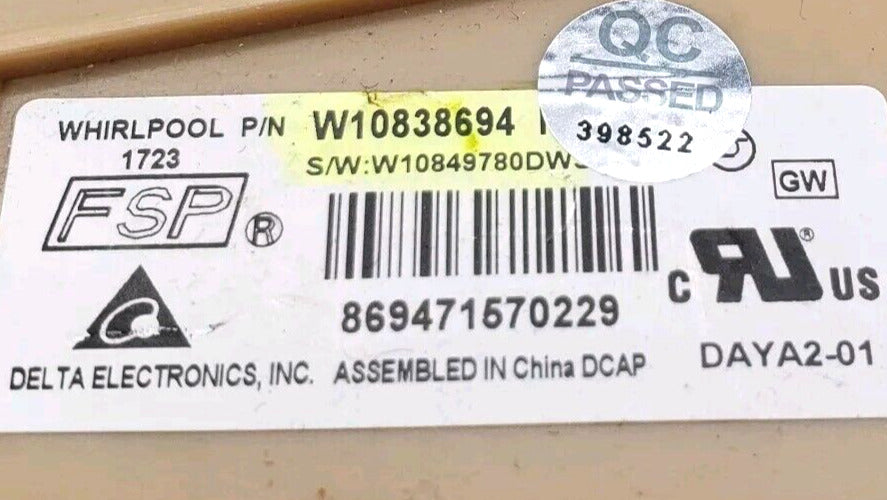 QC
PASSED
398522
WHIRLPOOL P/N W10838694
1723
S/W:W10849780DW
FSP ®
GW
869471570229
C RU ® US
DELTA ELECTRONICS, INC. ASSEMBLED IN China DCAP
DAYA2-01